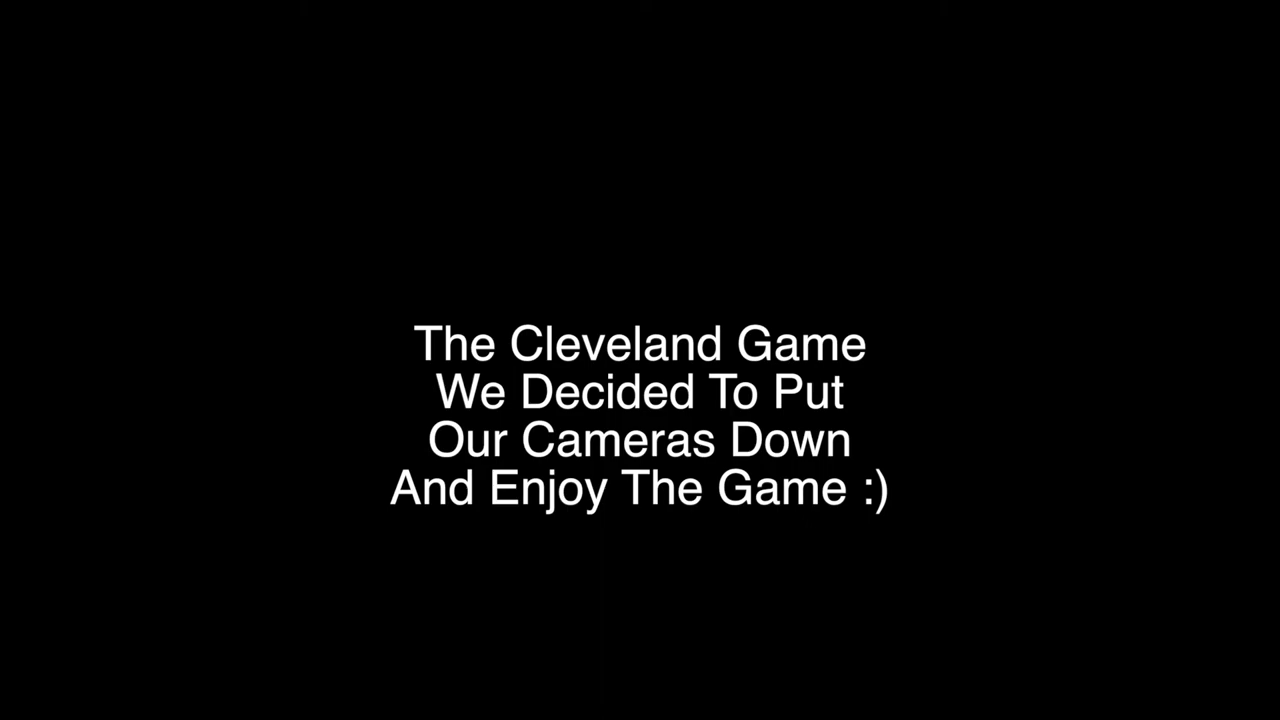 The Cleveland Game
We Decided To Put
Our Cameras Down
And Enjoy The Game :)